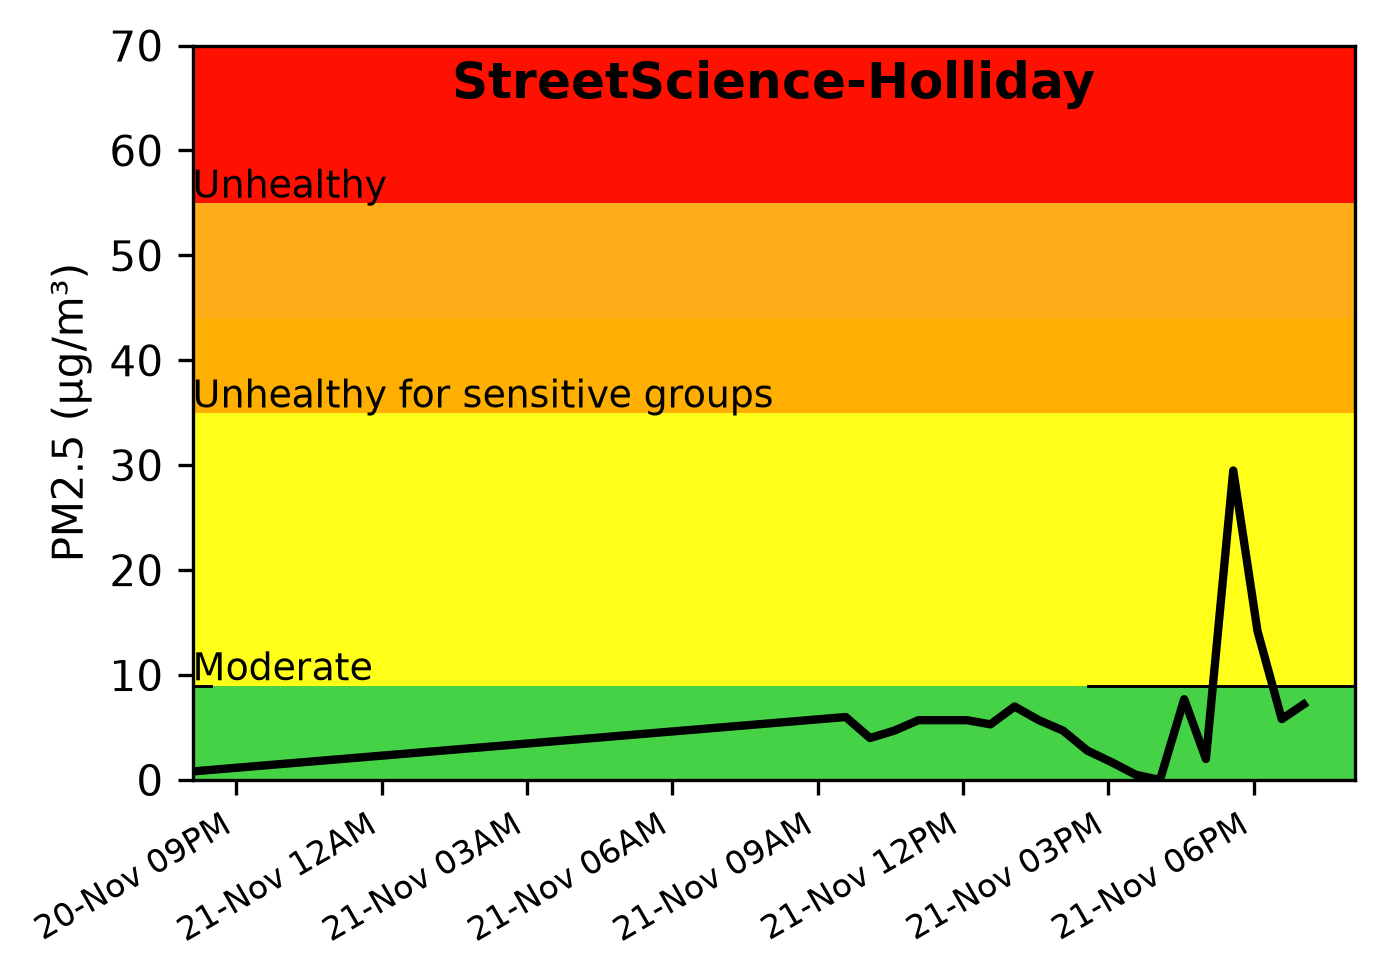 StreetScience-Holliday
70
60
50
40
30
20
10
0
PM2.5 (µg/m³)
Unhealthy
Unhealthy for sensitive groups
Moderate
20-Nov 09PM
21-Nov 12AM
21-Nov 03AM
21-Nov 06AM
21-Nov 09AM
21-Nov 12PM
21-Nov 03PM
21-Nov 06PM